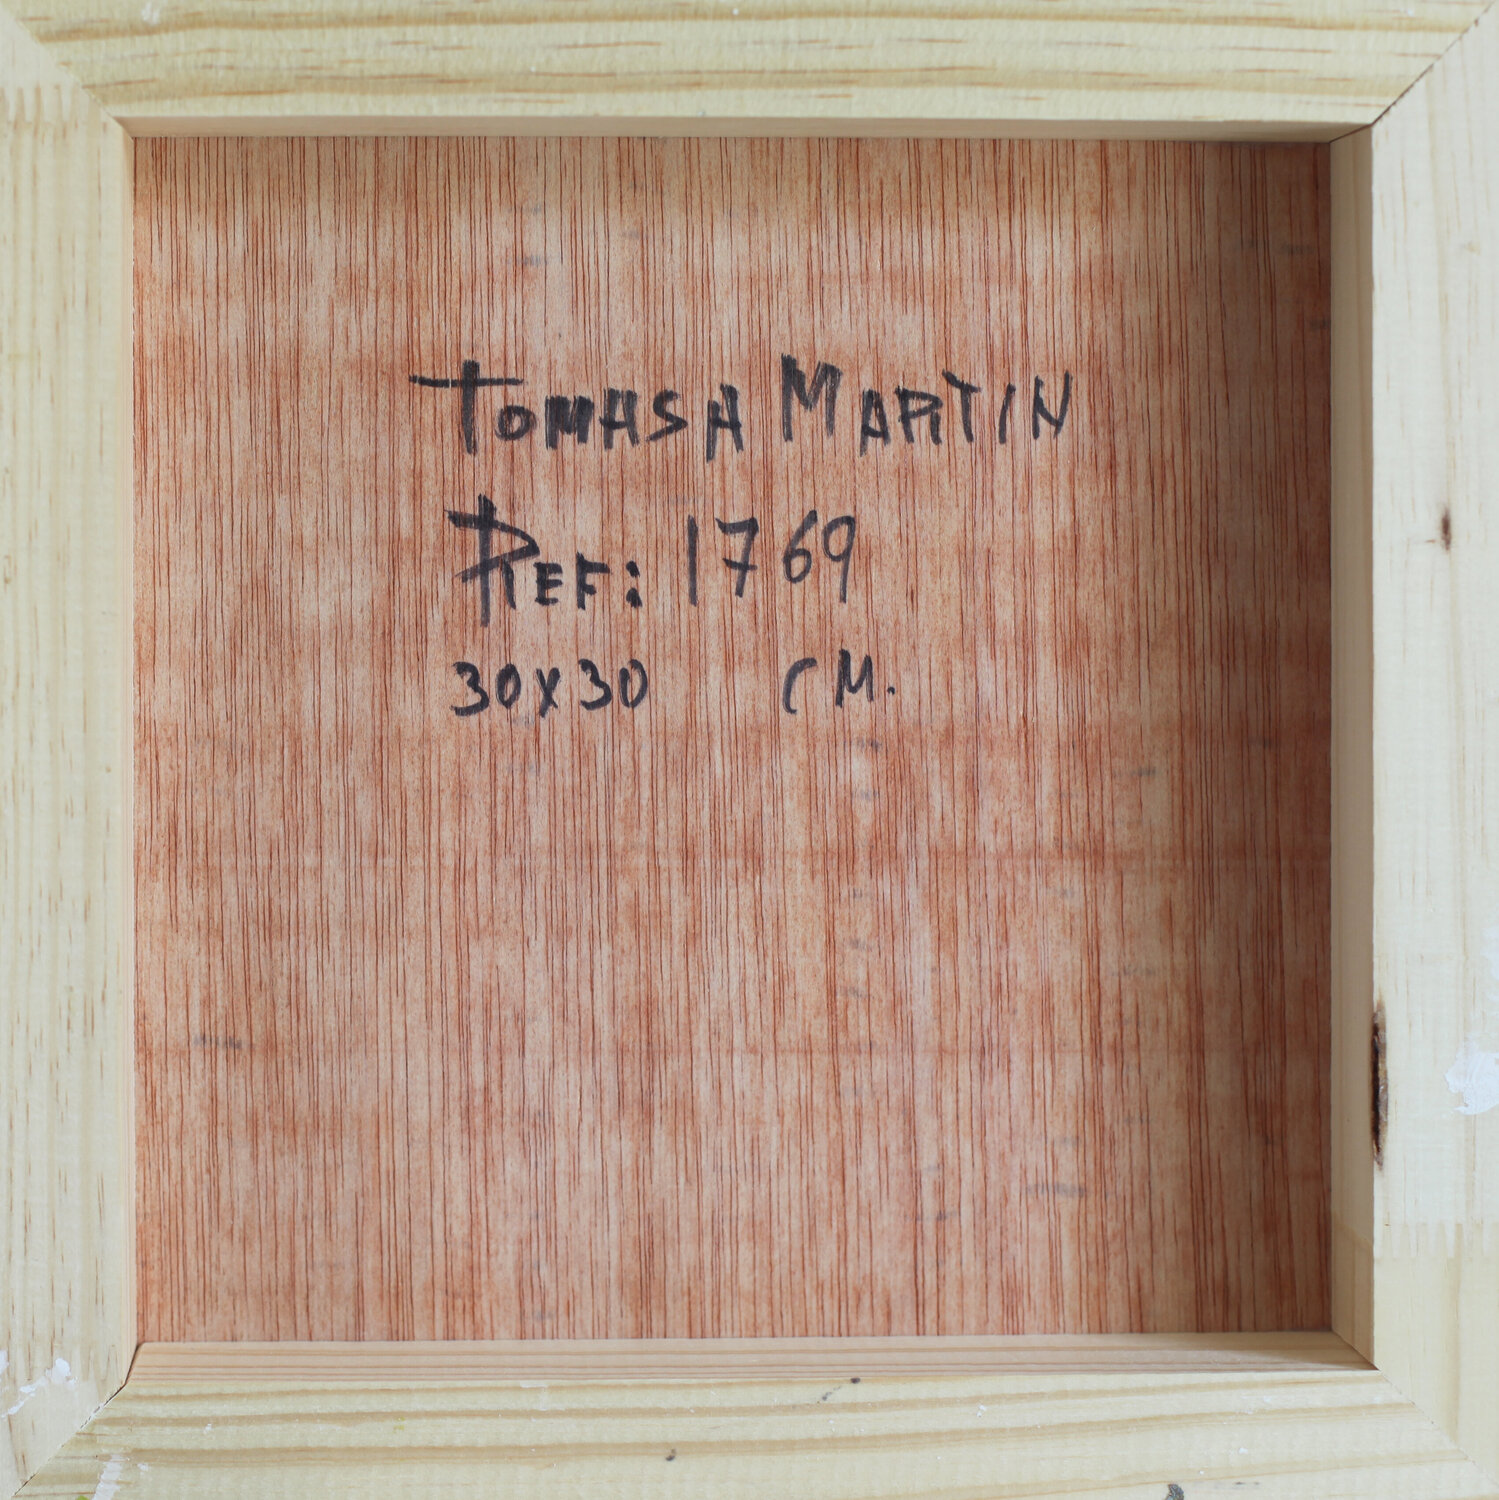 TOMASA MARTIN
REF: 1769
30x30 CM.